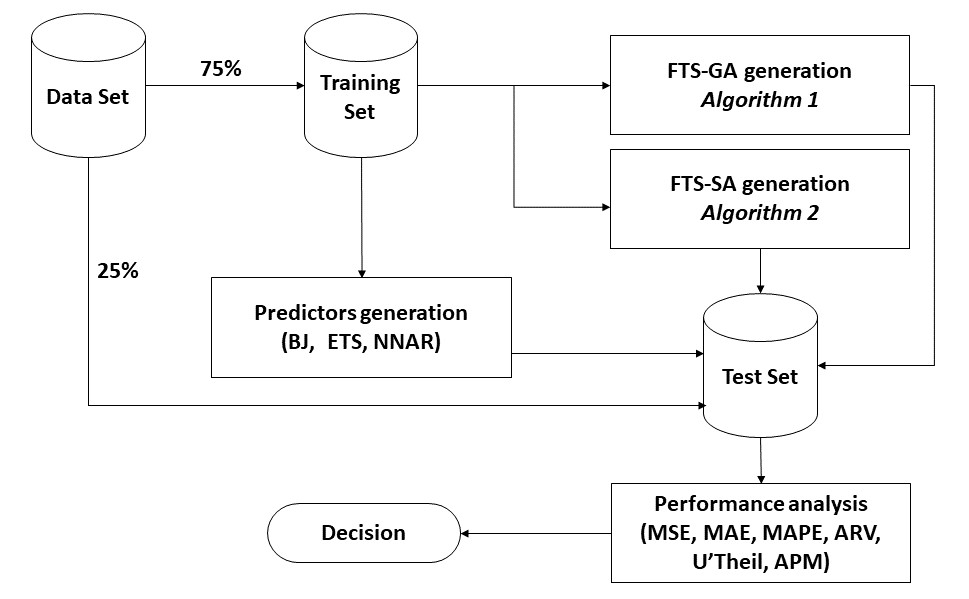 Data Set
75%
Training
Set
FTS-GA generation
Algorithm 1
FTS-SA generation
Algorithm 2
25%
Predictors generation
(BJ, ETS, NNAR)
Test Set
Performance analysis
(MSE, MAE, MAPE, ARV,
U’Theil, APM)
Decision